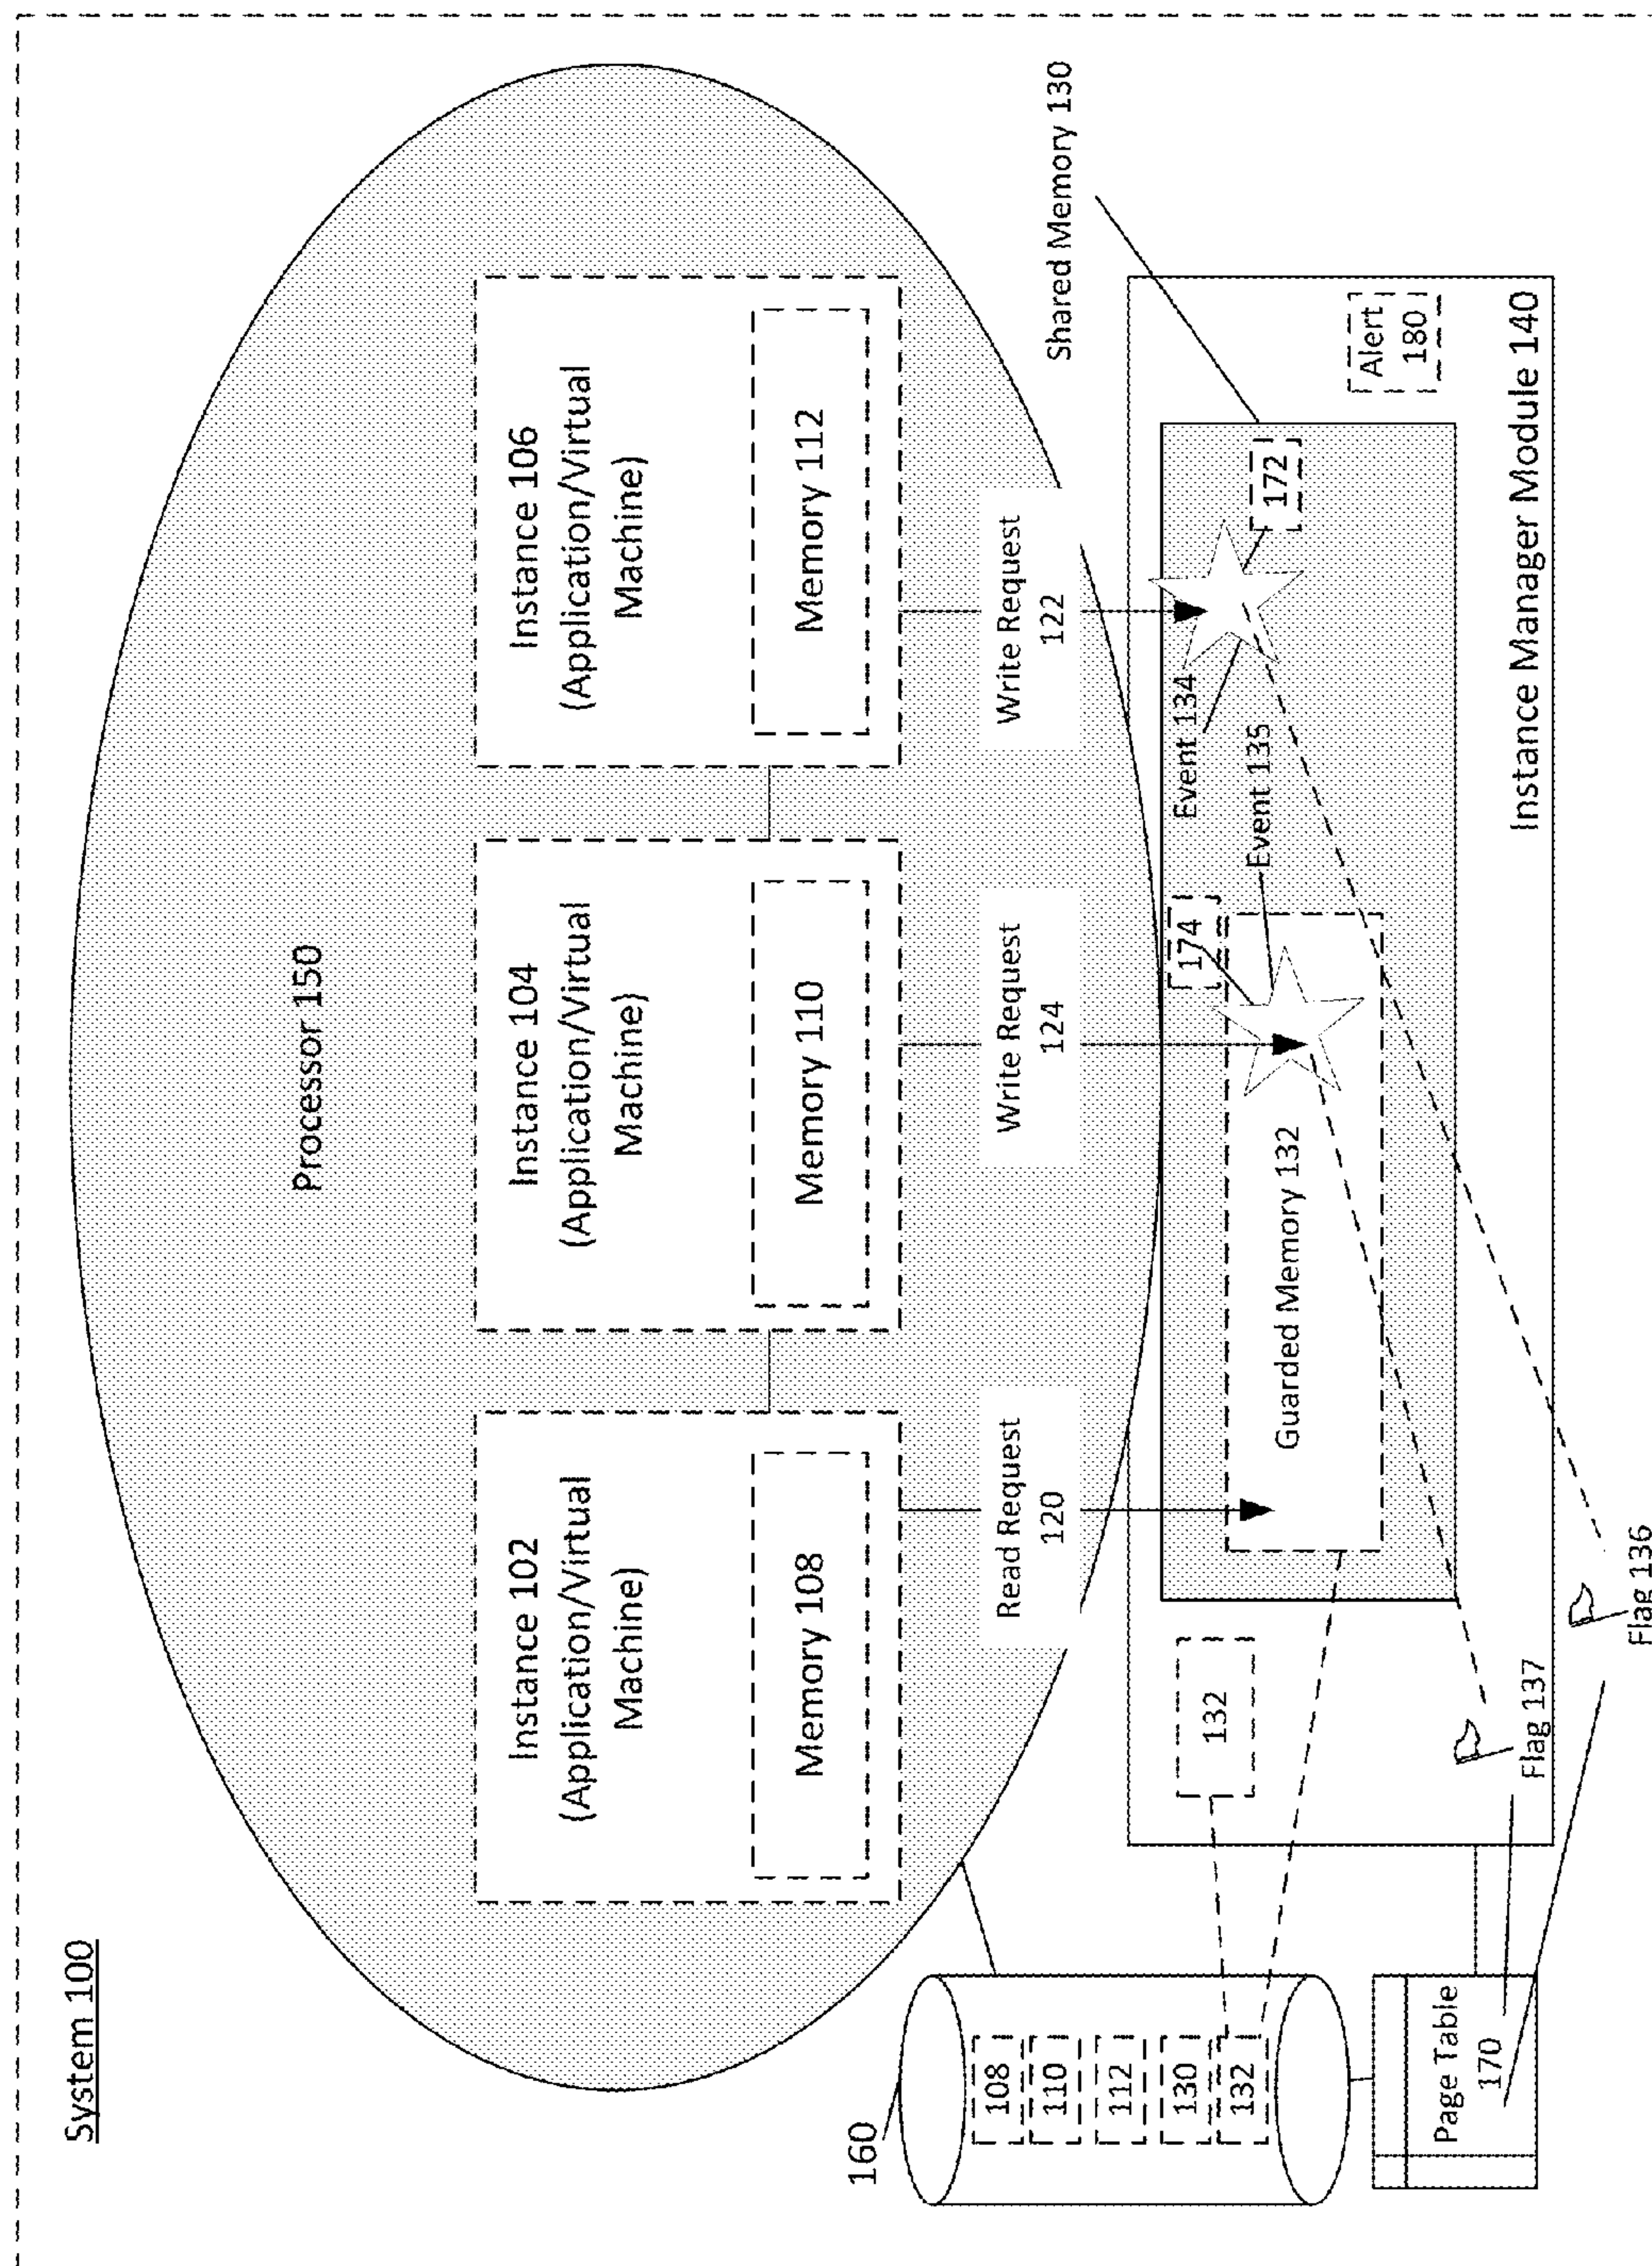 System 100
Processor 150
Instance 102
(Application/Virtual
Machine)
Memory 108
Instance 104
(Application/Virtual
Machine)
Memory 110
Instance 106
(Application/Virtual
Machine)
Memory 112
Read Request
120
Write Request
124
Write Request
122
Shared Memory 130
160
108
110
112
130
132
132
Guarded Memory 132
174
Event 135
Event 134
172
Alert
180
Instance Manager Module 140
Page Table
170
Flag 137
Flag 136